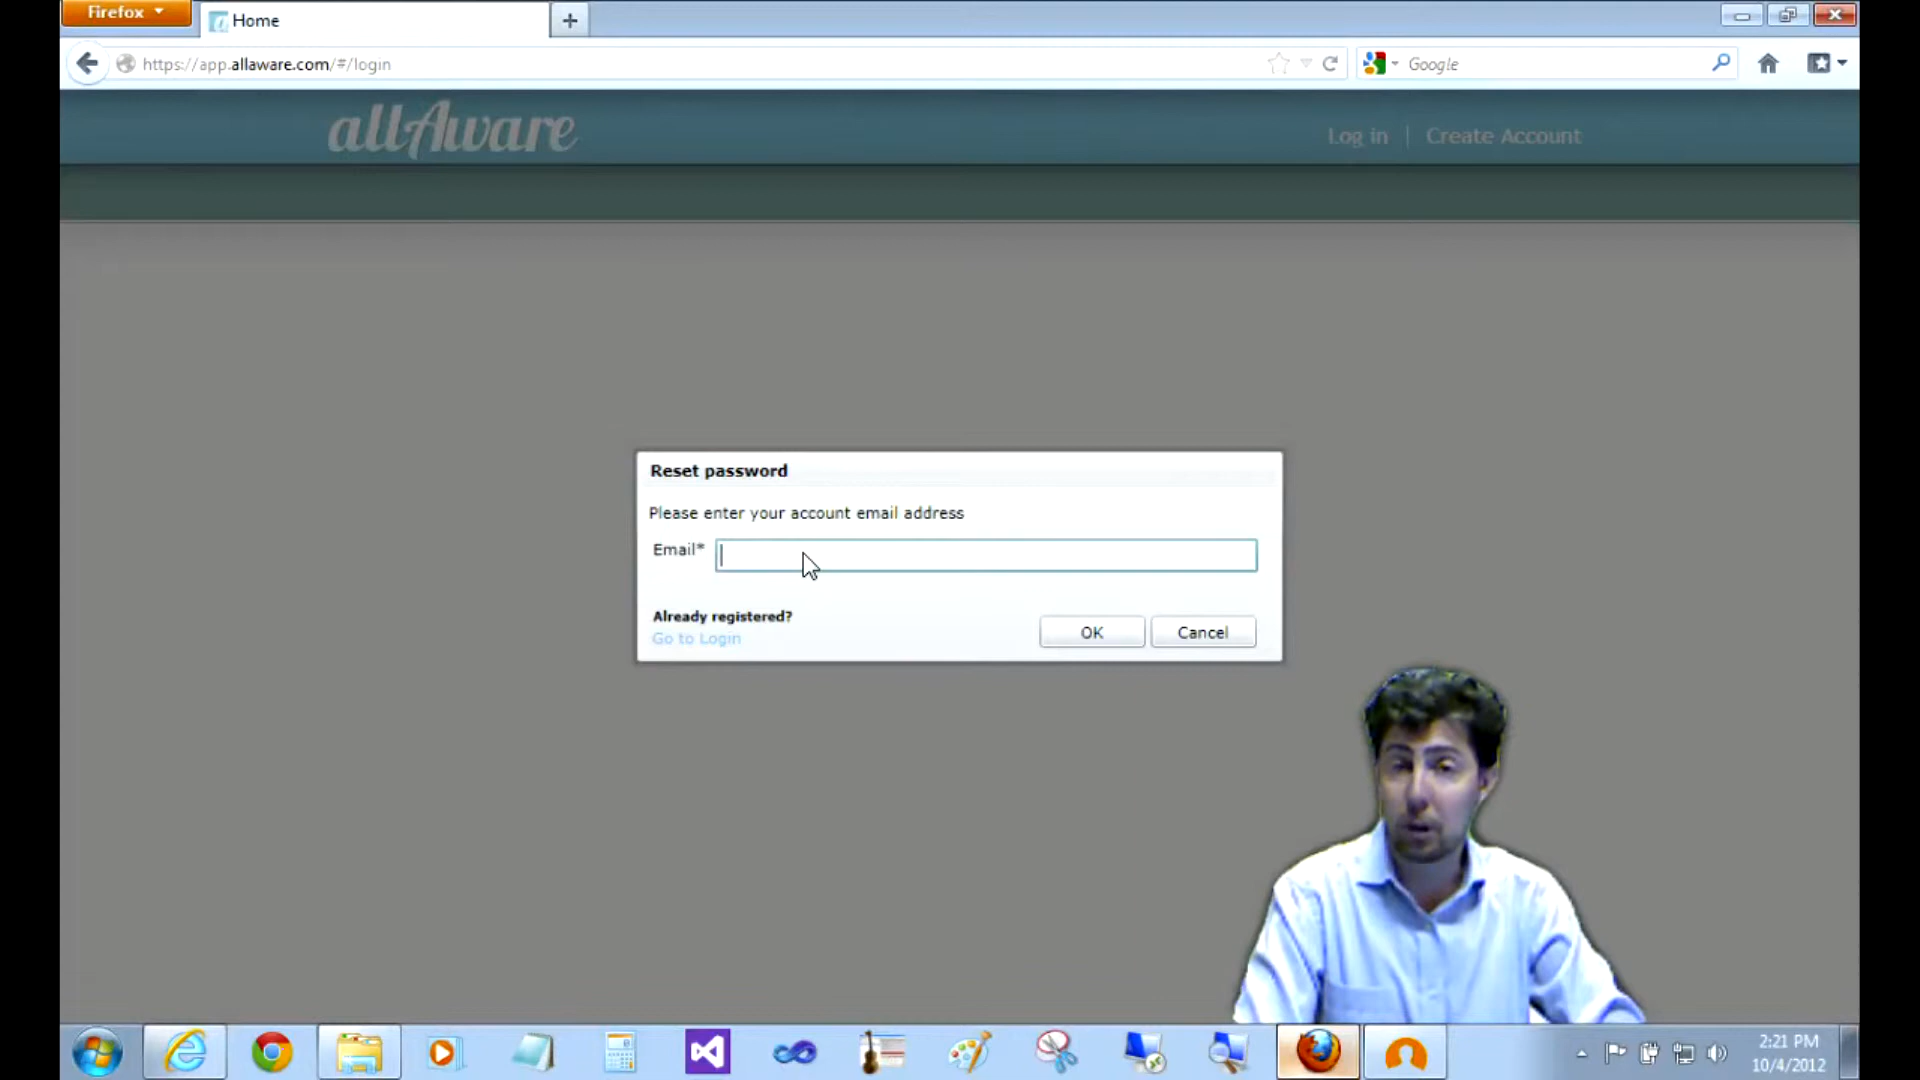 Firefox
Home
https://app.allaware.com/#/login
Google
allAware
Log in | Create Account
Reset password
Please enter your account email address
Email*
Already registered?
Go to Login
OK
Cancel
2:21 PM
10/4/2012